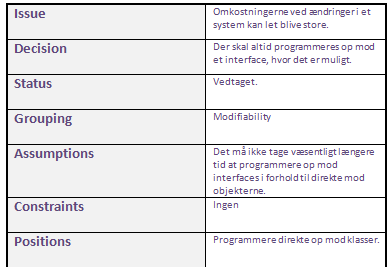 Issue
Omkostningerne ved ændringer i et
system kan let blive store.
Decision
Der skal altid programmeres op mod
et interface, hvor det er muligt.
Status
Vedtaget.
Grouping
Modifiability
Assumptions
Det må ikke tage væsentligt længere
tid at programmere op mod
interfaces i forhold til direkte mod
objekterne.
Constraints
Ingen
Positions
Programmere direkte op mod klasser.